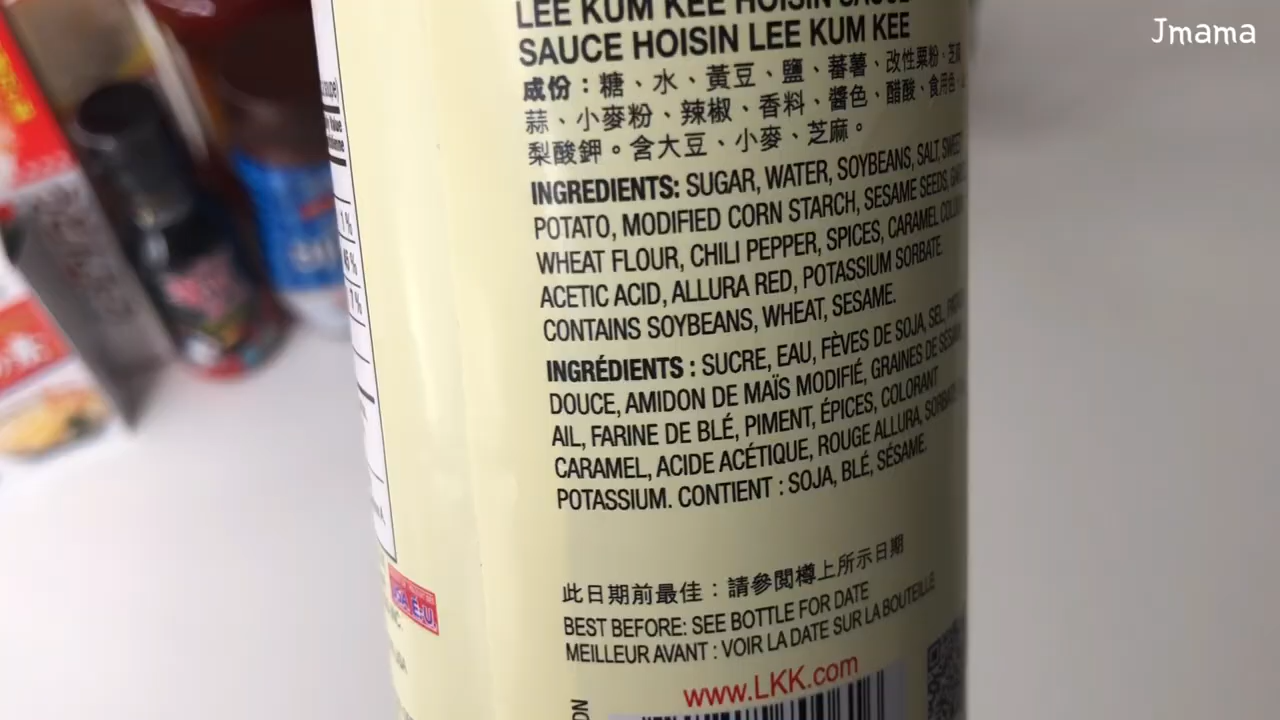 Jmama
LEE KUM KEE HOISIN SAUCE
SAUCE HOISIN LEE KUM KEE
成份：糖、水、黃豆、鹽、蕃薯、改性粟粉、芝麻
蒜、小麥粉、辣椒、香料、醬色、醋酸、食用色
梨酸鉀。含大豆、小麥、芝麻。
INGREDIENTS: SUGAR, WATER, SOYBEANS, SALT, SWEET
POTATO, MODIFIED CORN STARCH, SESAME SEEDS,
WHEAT FLOUR, CHILI PEPPER, SPICES, CARAMEL
ACETIC ACID, ALLURA RED, POTASSIUM SORBATE.
CONTAINS SOYBEANS, WHEAT, SESAME.
INGRÉDIENTS : SUCRE, EAU, FÈVES DE SOJA, SEL,
DOUCE, AMIDON DE MAÏS MODIFIÉ, GRAINES DE
AIL, FARINE DE BLÉ, PIMENT, ÉPICES, COLORANT
CARAMEL, ACIDE ACÉTIQUE, ROUGE ALLURA,
POTASSIUM. CONTIENT : SOJA, BLÉ, SÉSAME.
此日期前最佳：請參閱樽上所示日期
BEST BEFORE: SEE BOTTLE FOR DATE
MEILLEUR AVANT : VOIR LA DATE SUR LA BOUTEILLE
www.LKK.com
1 %
7 %